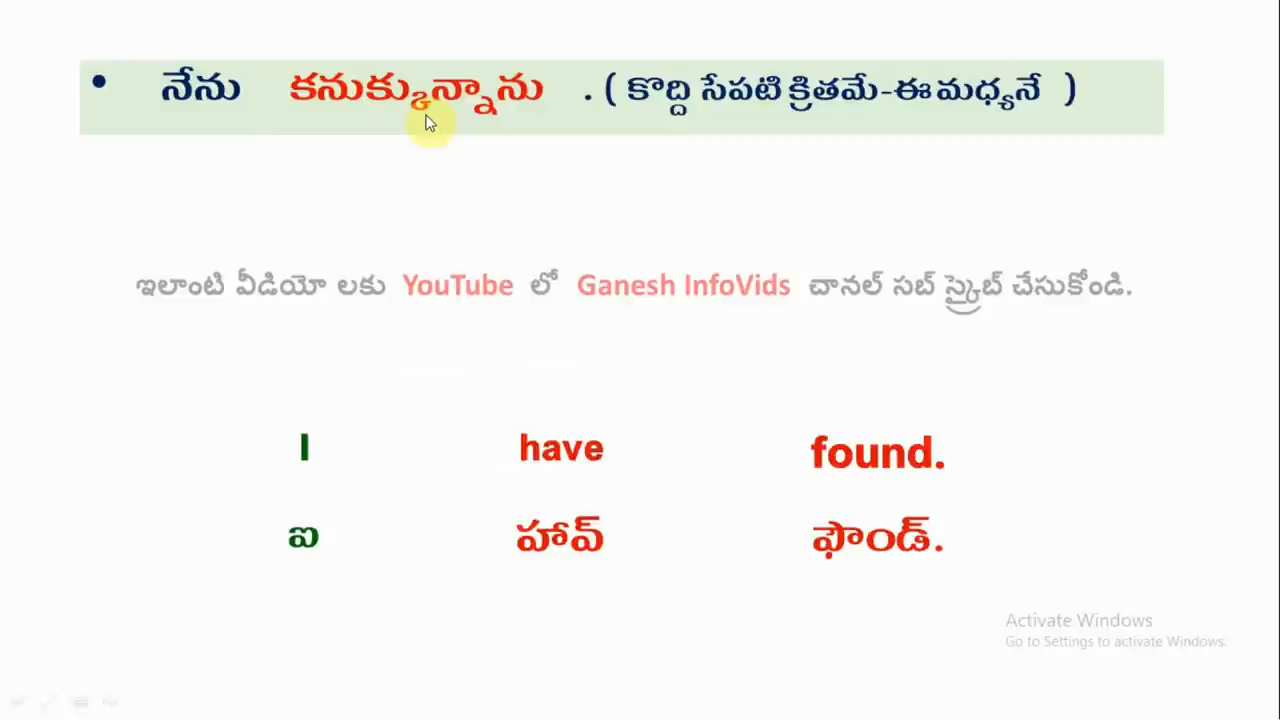 • నేను కనుక్కున్నాను . ( కొద్ది సేపటి క్రితమే-ఈ మధ్యనే )
ఇలాంటి వీడియో లకు YouTube లో Ganesh InfoVids చానల్ సబ్ స్క్రైబ్ చేసుకోండి.
I have found.
ఐ హావ్ ఫౌండ్.
Activate Windows
Go to Settings to activate Windows.